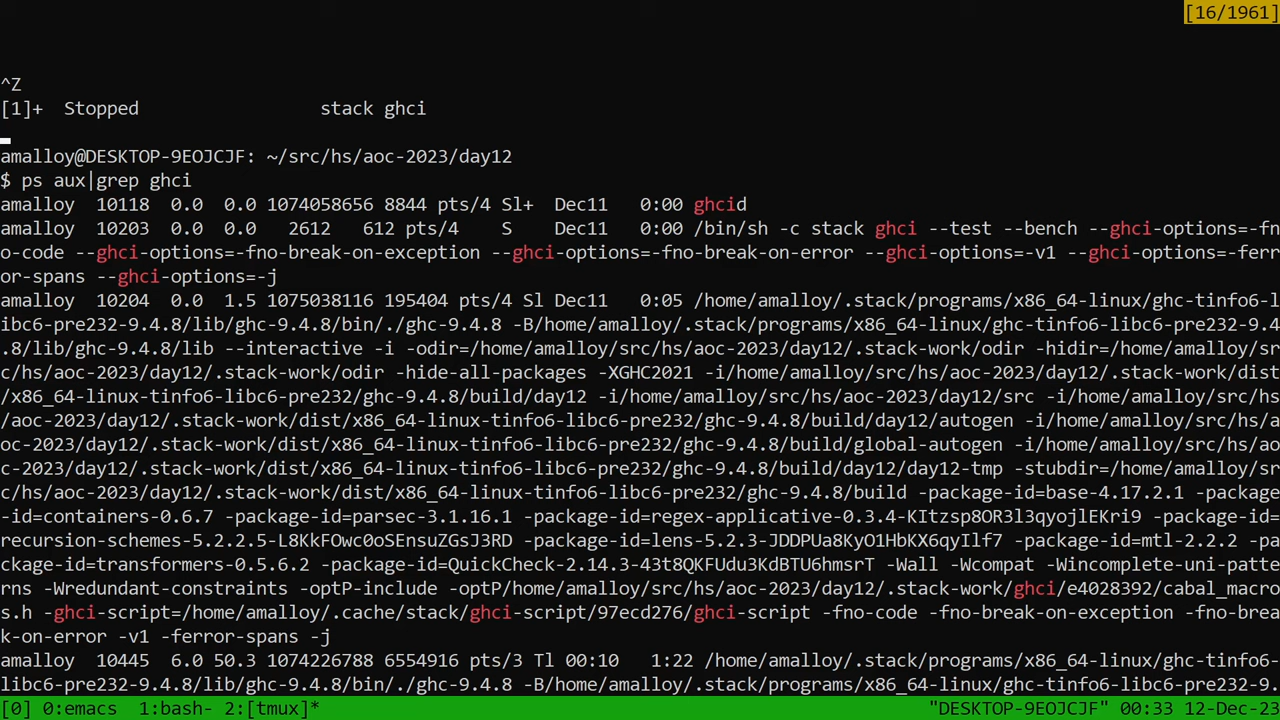 [16/1961]
^Z
[1]+  Stopped                 stack ghci
amalloy@DESKTOP-9EOJCJF: ~/src/hs/aoc-2023/day12
$ ps aux|grep ghci
amalloy  10118  0.0  0.0 1074058656 8844 pts/4 Sl+  Dec11   0:00 ghcid
amalloy  10203  0.0  0.0   2612   612 pts/4    S    Dec11   0:00 /bin/sh -c stack ghci --test --bench --ghci-options=-fn
o-code --ghci-options=-fno-break-on-exception --ghci-options=-fno-break-on-error --ghci-options=-v1 --ghci-options=-ferr
or-spans --ghci-options=-j
amalloy  10204  0.0  1.5 1075038116 195404 pts/4 Sl Dec11   0:05 /home/amalloy/.stack/programs/x86_64-linux/ghc-tinfo6-l
ibc6-pre232-9.4.8/lib/ghc-9.4.8/bin/./ghc-9.4.8 -B/home/amalloy/.stack/programs/x86_64-linux/ghc-tinfo6-libc6-pre232-9.4
.8/lib/ghc-9.4.8/lib --interactive -i -odir=/home/amalloy/src/hs/aoc-2023/day12/.stack-work/odir -hidir=/home/amalloy/sr
c/hs/aoc-2023/day12/.stack-work/odir -hide-all-packages -XGHC2021 -i/home/amalloy/src/hs/aoc-2023/day12/.stack-work/dist
/x86_64-linux-tinfo6-libc6-pre232/ghc-9.4.8/build/day12 -i/home/amalloy/src/hs/aoc-2023/day12/src -i/home/amalloy/src/hs
/aoc-2023/day12/.stack-work/dist/x86_64-linux-tinfo6-libc6-pre232/ghc-9.4.8/build/day12/autogen -i/home/amalloy/src/hs/a
oc-2023/day12/.stack-work/dist/x86_64-linux-tinfo6-libc6-pre232/ghc-9.4.8/build/global-autogen -i/home/amalloy/src/hs/ao
c-2023/day12/.stack-work/dist/x86_64-linux-tinfo6-libc6-pre232/ghc-9.4.8/build/day12/day12-tmp -stubdir=/home/amalloy/sr
c/hs/aoc-2023/day12/.stack-work/dist/x86_64-linux-tinfo6-libc6-pre232/ghc-9.4.8/build -package-id=base-4.17.2.1 -package
-id=containers-0.6.7 -package-id=parsec-3.1.16.1 -package-id=regex-applicative-0.3.4-KItzsp8OR3l3qyojlEKri9 -package-id=
recursion-schemes-5.2.2.5-L8KkFOwc0oSEnsuZGsJ3RD -package-id=lens-5.2.3-JDDPUa8KyO1HbKX6qyIlf7 -package-id=mtl-2.2.2 -pa
ckage-id=transformers-0.5.6.2 -package-id=QuickCheck-2.14.3-43t8QKFUdu3KdBTU6hmsrT -Wall -Wcompat -Wincomplete-uni-patte
rns -Wredundant-constraints -optP-include -optP/home/amalloy/src/hs/aoc-2023/day12/.stack-work/ghci/e4028392/cabal_macro
s.h -ghci-script=/home/amalloy/.cache/stack/ghci-script/97ecd276/ghci-script -fno-code -fno-break-on-exception -fno-brea
k-on-error -v1 -ferror-spans -j
amalloy  10445  6.0 50.3 1074226788 6554916 pts/3 Tl 00:10   1:22 /home/amalloy/.stack/programs/x86_64-linux/ghc-tinfo6-
libc6-pre232-9.4.8/lib/ghc-9.4.8/bin/./ghc-9.4.8 -B/home/amalloy/.stack/programs/x86_64-linux/ghc-tinfo6-libc6-pre232-9.
[0] 0:emacs  1:bash- 2:[tmux]* "DESKTOP-9EOJCJF" 00:33 12-Dec-23